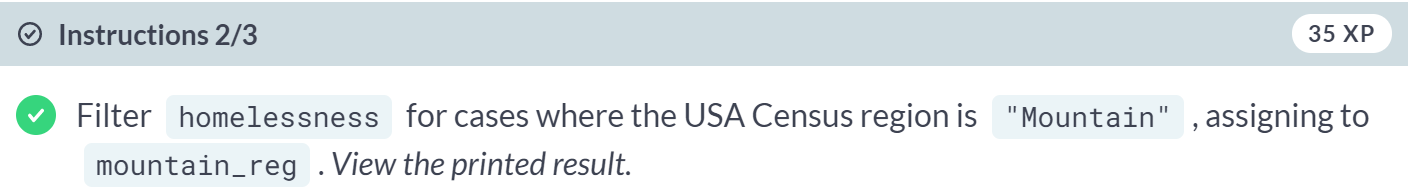 Instructions 2/3 35 XP
Filter homelessness for cases where the USA Census region is "Mountain" , assigning to
mountain_reg . View the printed result.